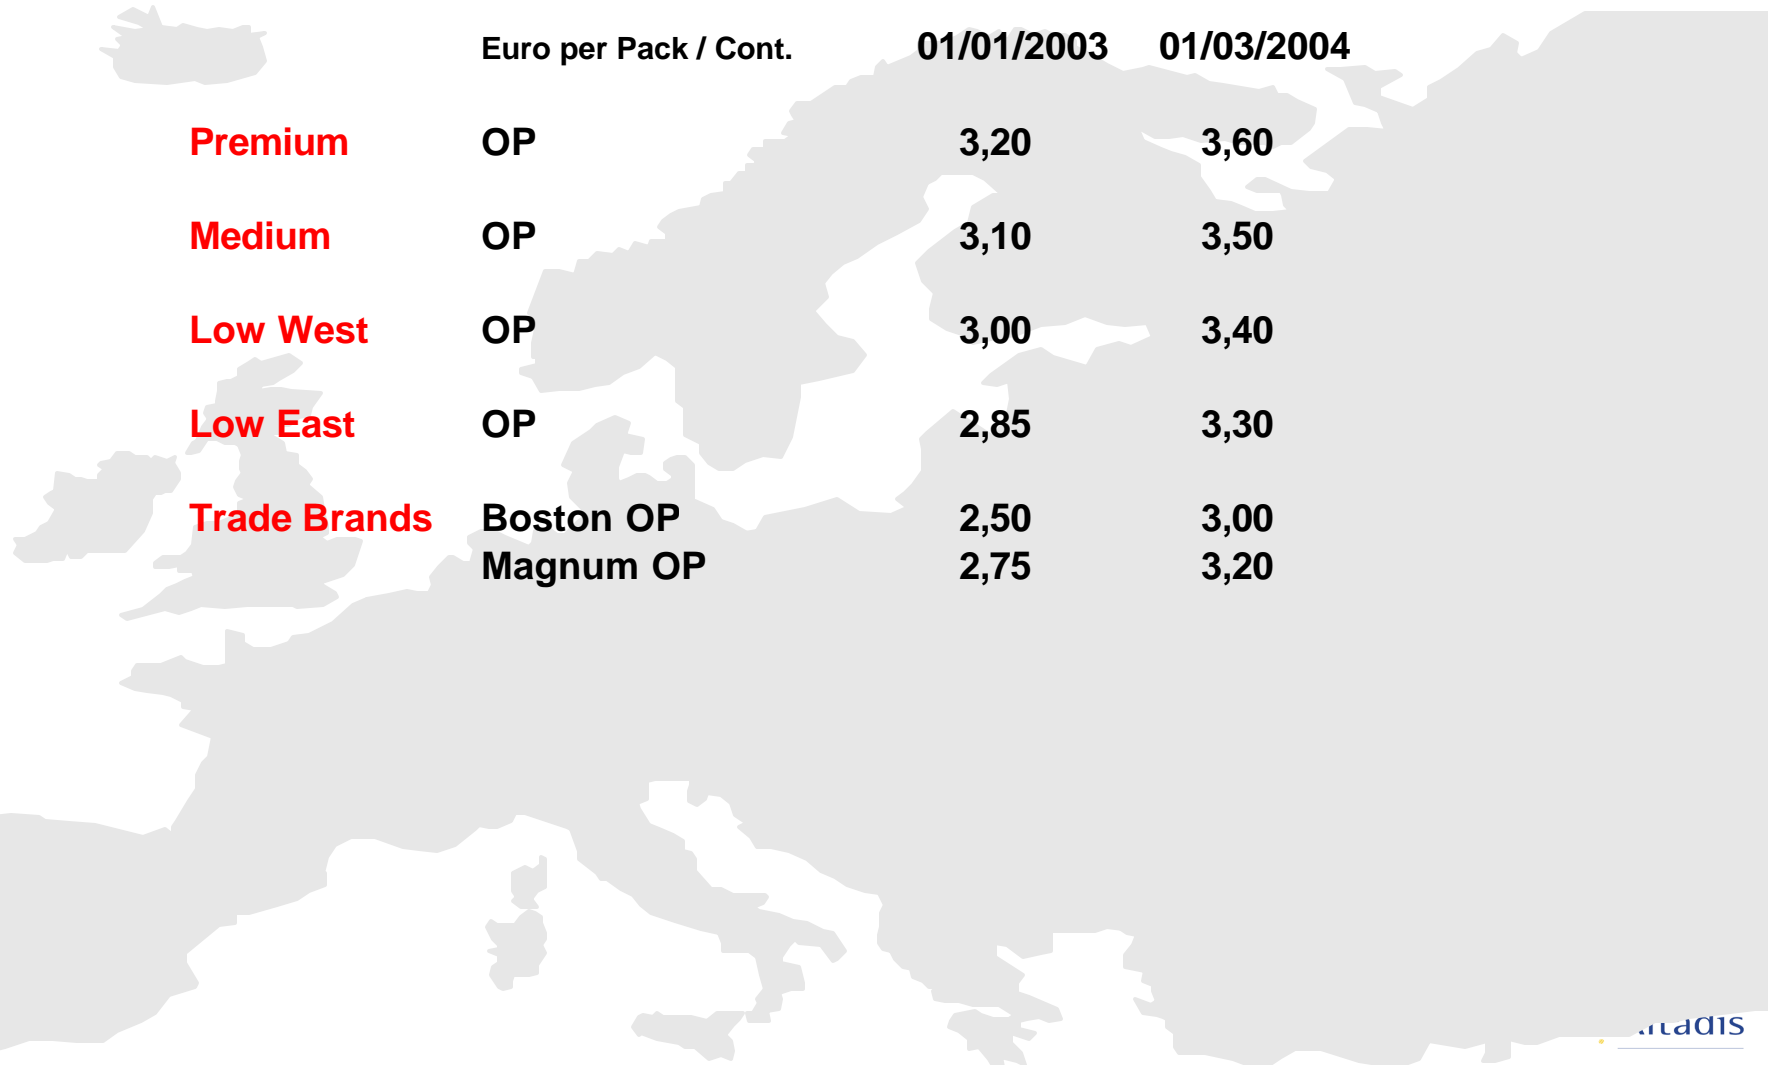 Euro per Pack / Cont. 01/01/2003 01/03/2004
Premium OP 3,20 3,60
Medium OP 3,10 3,50
Low West OP 3,00 3,40
Low East OP 2,85 3,30
Trade Brands Boston OP 2,50 3,00
Magnum OP 2,75 3,20